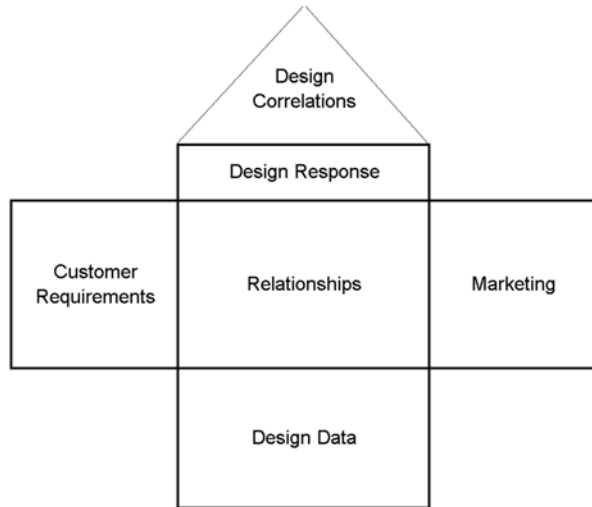 Design
Correlations
Design Response
Customer
Requirements
Relationships
Marketing
Design Data